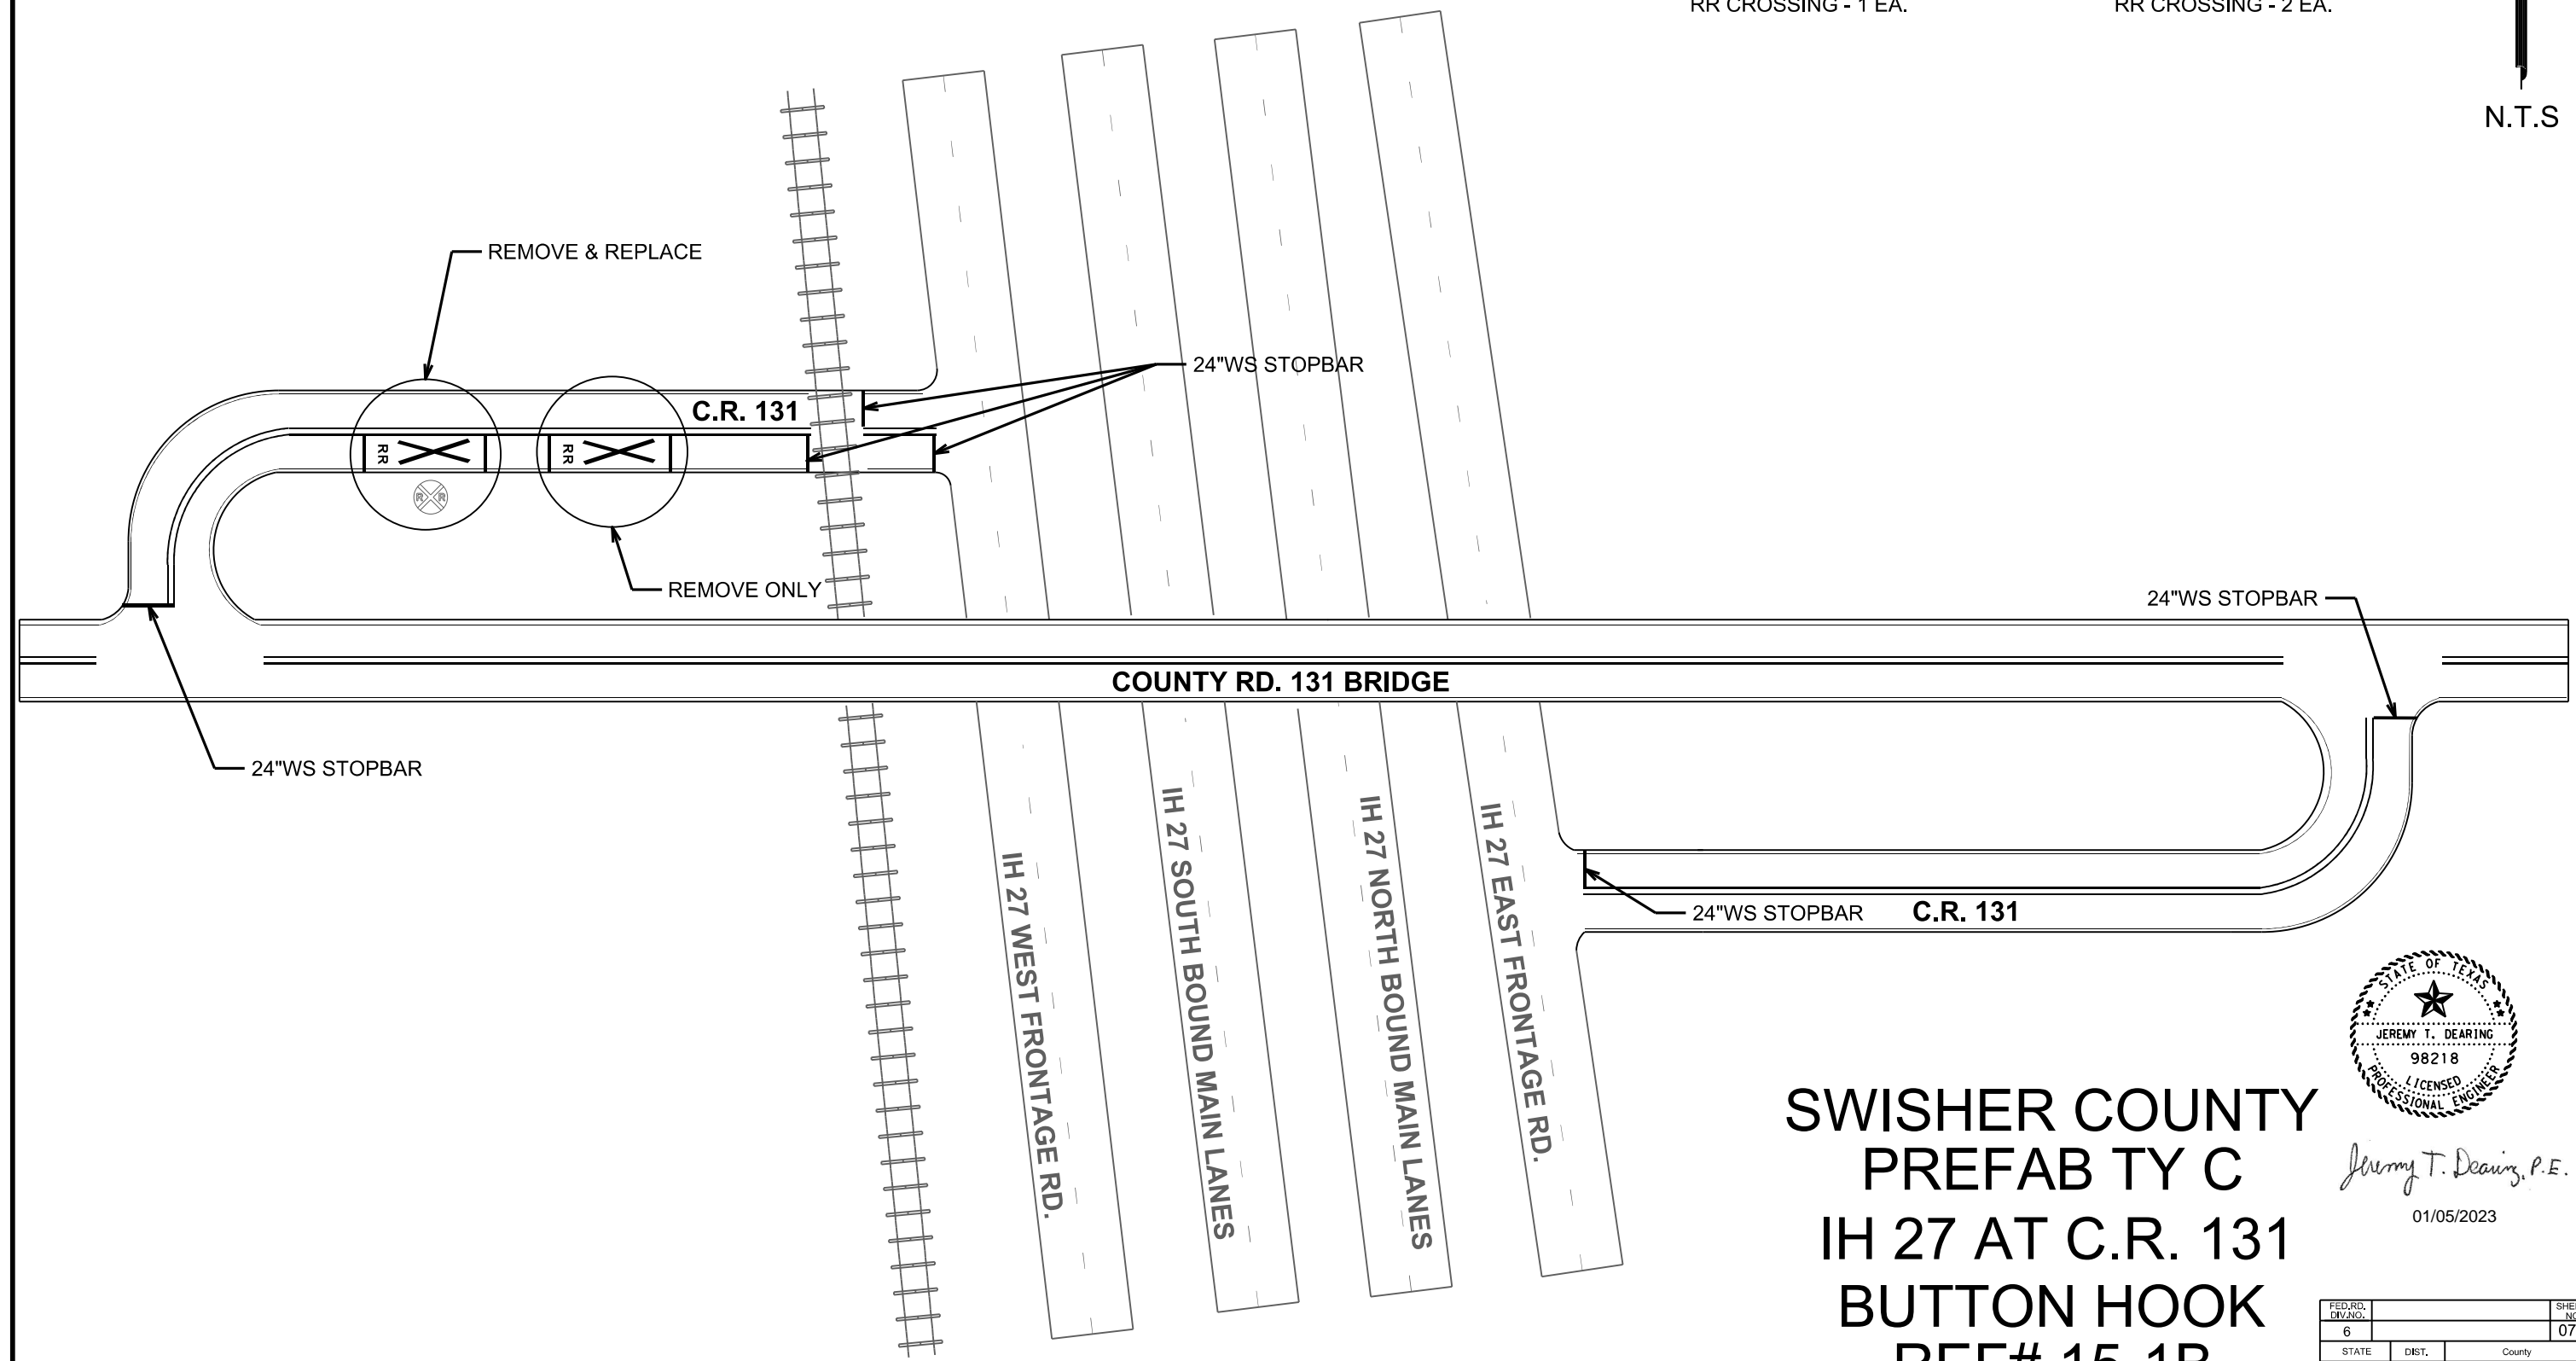 RR CROSSING - 1 EA.
RR CROSSING - 2 EA.
N.T.S
REMOVE & REPLACE
24"WS STOPBAR
C.R. 131
RR
RR
R R
REMOVE ONLY
24"WS STOPBAR
COUNTY RD. 131 BRIDGE
24"WS STOPBAR
IH 27 WEST FRONTAGE RD.
IH 27 SOUTH BOUND MAIN LANES
IH 27 NORTH BOUND MAIN LANES
IH 27 EAST FRONTAGE RD.
24"WS STOPBAR
C.R. 131
STATE OF TEXAS
JEREMY T. DEARING
98218
LICENSED
PROFESSIONAL ENGINEER
Jeremy T. Dearing, P.E.
01/05/2023
SWISHER COUNTY
PREFAB TY C
IH 27 AT C.R. 131
BUTTON HOOK
REF# 15-1B
FED.RD.
DIV.NO.
6
07
STATE
DIST.
County